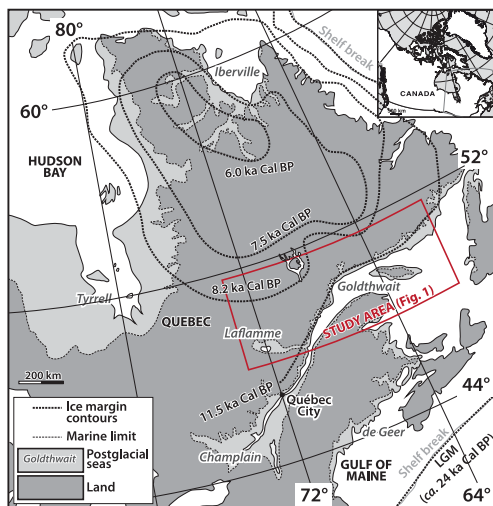 80°
Shelf break
Iberville
CANADA
60°
HUDSON
BAY
6.0 ka Cal BP
52°
7.5 ka Cal BP
8.2 ka Cal BP
Goldthwait
Tyrrell
QUEBEC
STUDY AREA (Fig. 1)
Laflamme
200 km
11.5 ka Cal BP
44°
Ice margin
contours
Marine limit
Goldthwait
Postglacial
seas
Land
Québec
City
de Geer
Champlain
GULF OF
MAINE
Shelf break
LGM
(ca. 24 ka Cal BP)
72°
64°